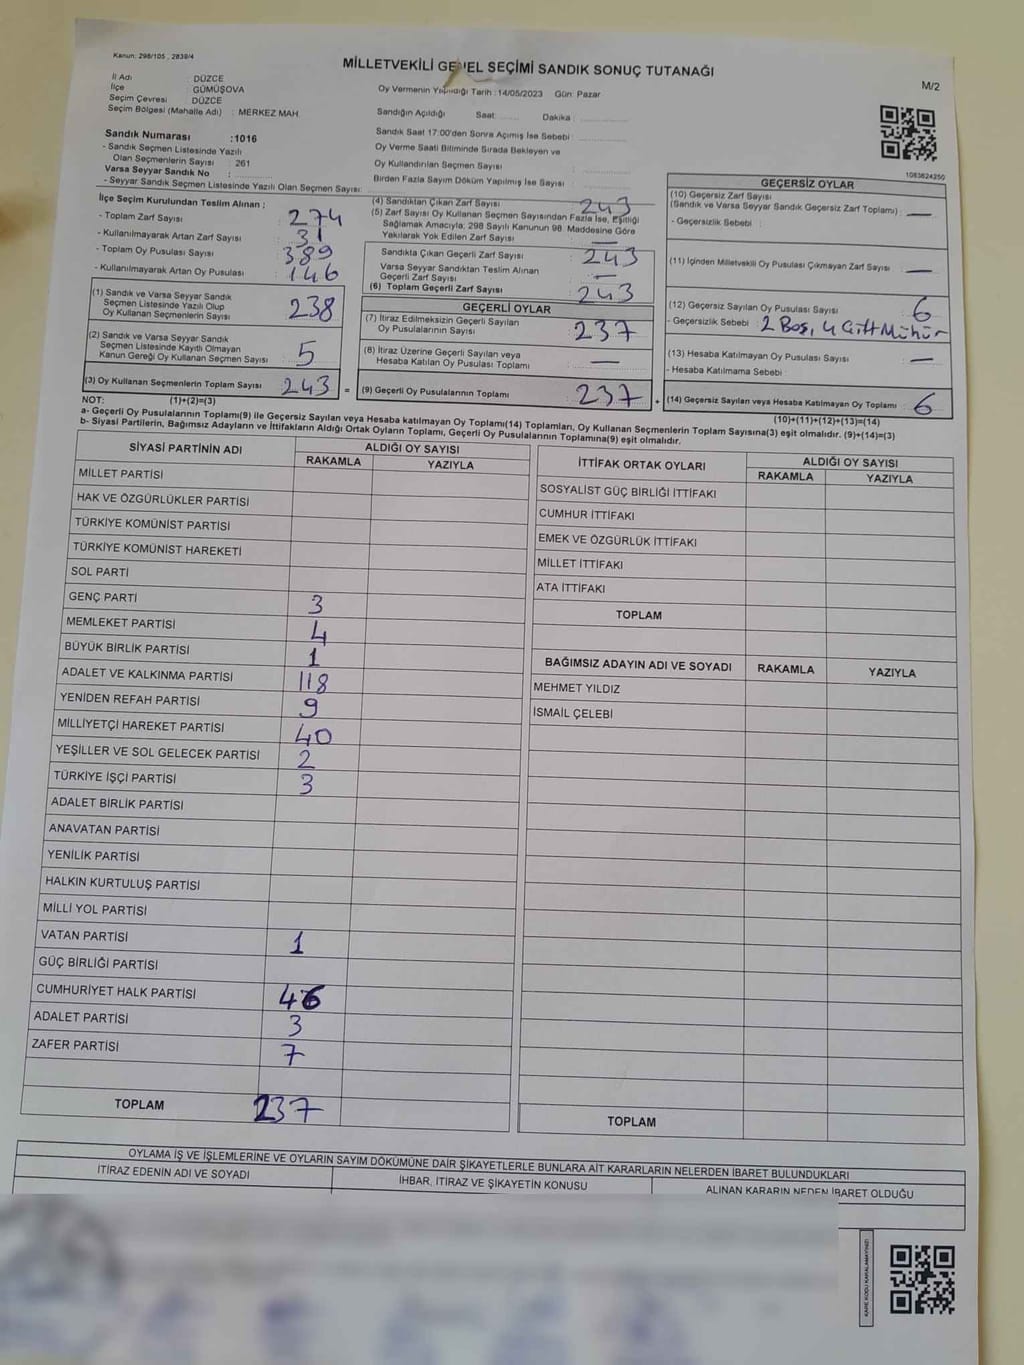 Kanun: 298/105 , 2839/4
MİLLETVEKİLİ GENEL SEÇİMİ SANDIK SONUÇ TUTANAĞI
M/2
İl Adı : DÜZCE
İlçe : GÜMÜŞOVA
Seçim Çevresi : DÜZCE
Seçim Bölgesi (Mahalle Adı) : MERKEZ MAH.
Oy Vermenin Yapıldığı Tarih :14/05/2023 Gün: Pazar
Sandığın Açıldığı Saat: Dakika :
Sandık Saat 17:00'den Sonra Açımış İse Sebebi :
Oy Verme Saati Bitiminde Sırada Bekleyen ve
Oy Kullandırılan Seçmen Sayısı :
Birden Fazla Sayım Döküm Yapılmış İse Sayısı :
Sandık Numarası :1016
- Sandık Seçmen Listesinde Yazılı
Olan Seçmenlerin Sayısı : 261
Varsa Seyyar Sandık No :
- Seyyar Sandık Seçmen Listesinde Yazılı Olan Seçmen Sayısı:
1083624250
İlçe Seçim Kurulundan Teslim Alınan ;
- Toplam Zarf Sayısı : 274
- Kullanılmayarak Artan Zarf Sayısı : 31
- Toplam Oy Pusulası Sayısı : 389
- Kullanılmayarak Artan Oy Pusulası : 146
(1) Sandık ve Varsa Seyyar Sandık
Seçmen Listesinde Yazılı Olup
Oy Kullanan Seçmenlerin Sayısı : 238
(2) Sandık ve Varsa Seyyar Sandık
Seçmen Listesinde Kayıtlı Olmayan
Kanun Gereği Oy Kullanan Seçmen Sayısı : 5
(3) Oy Kullanan Seçmenlerin Toplam Sayısı : 243 =
(4) Sandıktan Çıkan Zarf Sayısı : 243
(5) Zarf Sayısı Oy Kullanan Seçmen Sayısından Fazla İse, Eşitliği
Sağlamak Amacıyla, 298 Sayılı Kanunun 98 Maddesine Göre
Yakılarak Yok Edilen Zarf Sayısı : —
Sandıkta Çıkan Geçerli Zarf Sayısı : 243
Varsa Seyyar Sandıktan Teslim Alınan
Geçerli Zarf Sayısı : —
(6) Toplam Geçerli Zarf Sayısı : 243
GEÇERLİ OYLAR
(7) İtiraz Edilmeksizin Geçerli Sayılan
Oy Pusulalarının Sayısı : 237
(8) İtiraz Üzerine Geçerli Sayılan veya
Hesaba Katılan Oy Pusulası Toplamı : —
(9) Geçerli Oy Pusulalarının Toplamı : 237 +
GEÇERSİZ OYLAR
(10) Geçersiz Zarf Sayısı
(Sandık ve Varsa Seyyar Sandık Geçersiz Zarf Toplamı) : —
- Geçersizlik Sebebi :
(11) İçinden Milletvekili Oy Pusulası Çıkmayan Zarf Sayısı : —
(12) Geçersiz Sayılan Oy Pusulası Sayısı : 6
- Geçersizlik Sebebi : 2 Boş, 4 Çift Mühür
(13) Hesaba Katılmayan Oy Pusulası Sayısı : —
- Hesaba Katılmama Sebebi :
(14) Geçersiz Sayılan veya Hesaba Katılmayan Oy Toplamı : 6
NOT: (1)+(2)=(3)
(10)+(11)+(12)+(13)=(14)
a- Geçerli Oy Pusulalarının Toplamı(9) ile Geçersiz Sayılan veya Hesaba katılmayan Oy Toplamı(14) Toplamları, Oy Kullanan Seçmenlerin Toplam Sayısına(3) eşit olmalıdır. (9)+(14)=(3)
b- Siyasi Partilerin, Bağımsız Adayların ve İttifakların Aldığı Ortak Oyların Toplamı, Geçerli Oy Pusulalarının Toplamına(9) eşit olmalıdır.
SİYASİ PARTİNİN ADI ALDIĞI OY SAYISI
RAKAMLA YAZIYLA
MİLLET PARTİSİ
HAK VE ÖZGÜRLÜKLER PARTİSİ
TÜRKİYE KOMÜNİST PARTİSİ
TÜRKİYE KOMÜNİST HAREKETİ
SOL PARTİ
GENÇ PARTİ 3
MEMLEKET PARTİSİ 4
BÜYÜK BİRLİK PARTİSİ 1
ADALET VE KALKINMA PARTİSİ 118
YENİDEN REFAH PARTİSİ 9
MİLLİYETÇİ HAREKET PARTİSİ 40
YEŞİLLER VE SOL GELECEK PARTİSİ 2
TÜRKİYE İŞÇİ PARTİSİ 3
ADALET BİRLİK PARTİSİ
ANAVATAN PARTİSİ
YENİLİK PARTİSİ
HALKIN KURTULUŞ PARTİSİ
MİLLİ YOL PARTİSİ
VATAN PARTİSİ 1
GÜÇ BİRLİĞİ PARTİSİ
CUMHURİYET HALK PARTİSİ 46
ADALET PARTİSİ 3
ZAFER PARTİSİ 7
TOPLAM 237
İTTİFAK ORTAK OYLARI ALDIĞI OY SAYISI
RAKAMLA YAZIYLA
SOSYALİST GÜÇ BİRLİĞİ İTTİFAKI
CUMHUR İTTİFAKI
EMEK VE ÖZGÜRLÜK İTTİFAKI
MİLLET İTTİFAKI
ATA İTTİFAKI
TOPLAM
BAĞIMSIZ ADAYIN ADI VE SOYADI RAKAMLA YAZIYLA
MEHMET YILDIZ
İSMAİL ÇELEBİ
TOPLAM
OYLAMA İŞ VE İŞLEMLERİNE VE OYLARIN SAYIM DÖKÜMÜNE DAİR ŞİKAYETLERLE BUNLARA AİT KARARLARIN NELERDEN İBARET BULUNDUKLARI
İTİRAZ EDENİN ADI VE SOYADI İHBAR, İTİRAZ VE ŞİKAYETİN KONUSU ALINAN KARARIN NEDEN İBARET OLDUĞU
KARE KODU KARALAMAYINIZ!